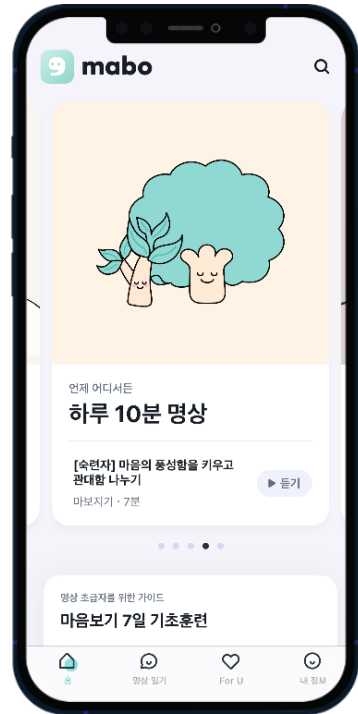 mabo
언제 어디서든
하루 10분 명상
[숙련자] 마음의 풍성함을 키우고
관대함 나누기
마보지기 · 7분
듣기
명상 초급자를 위한 가이드
마음보기 7일 기초훈련
홈
명상 일기
For U
내 정보